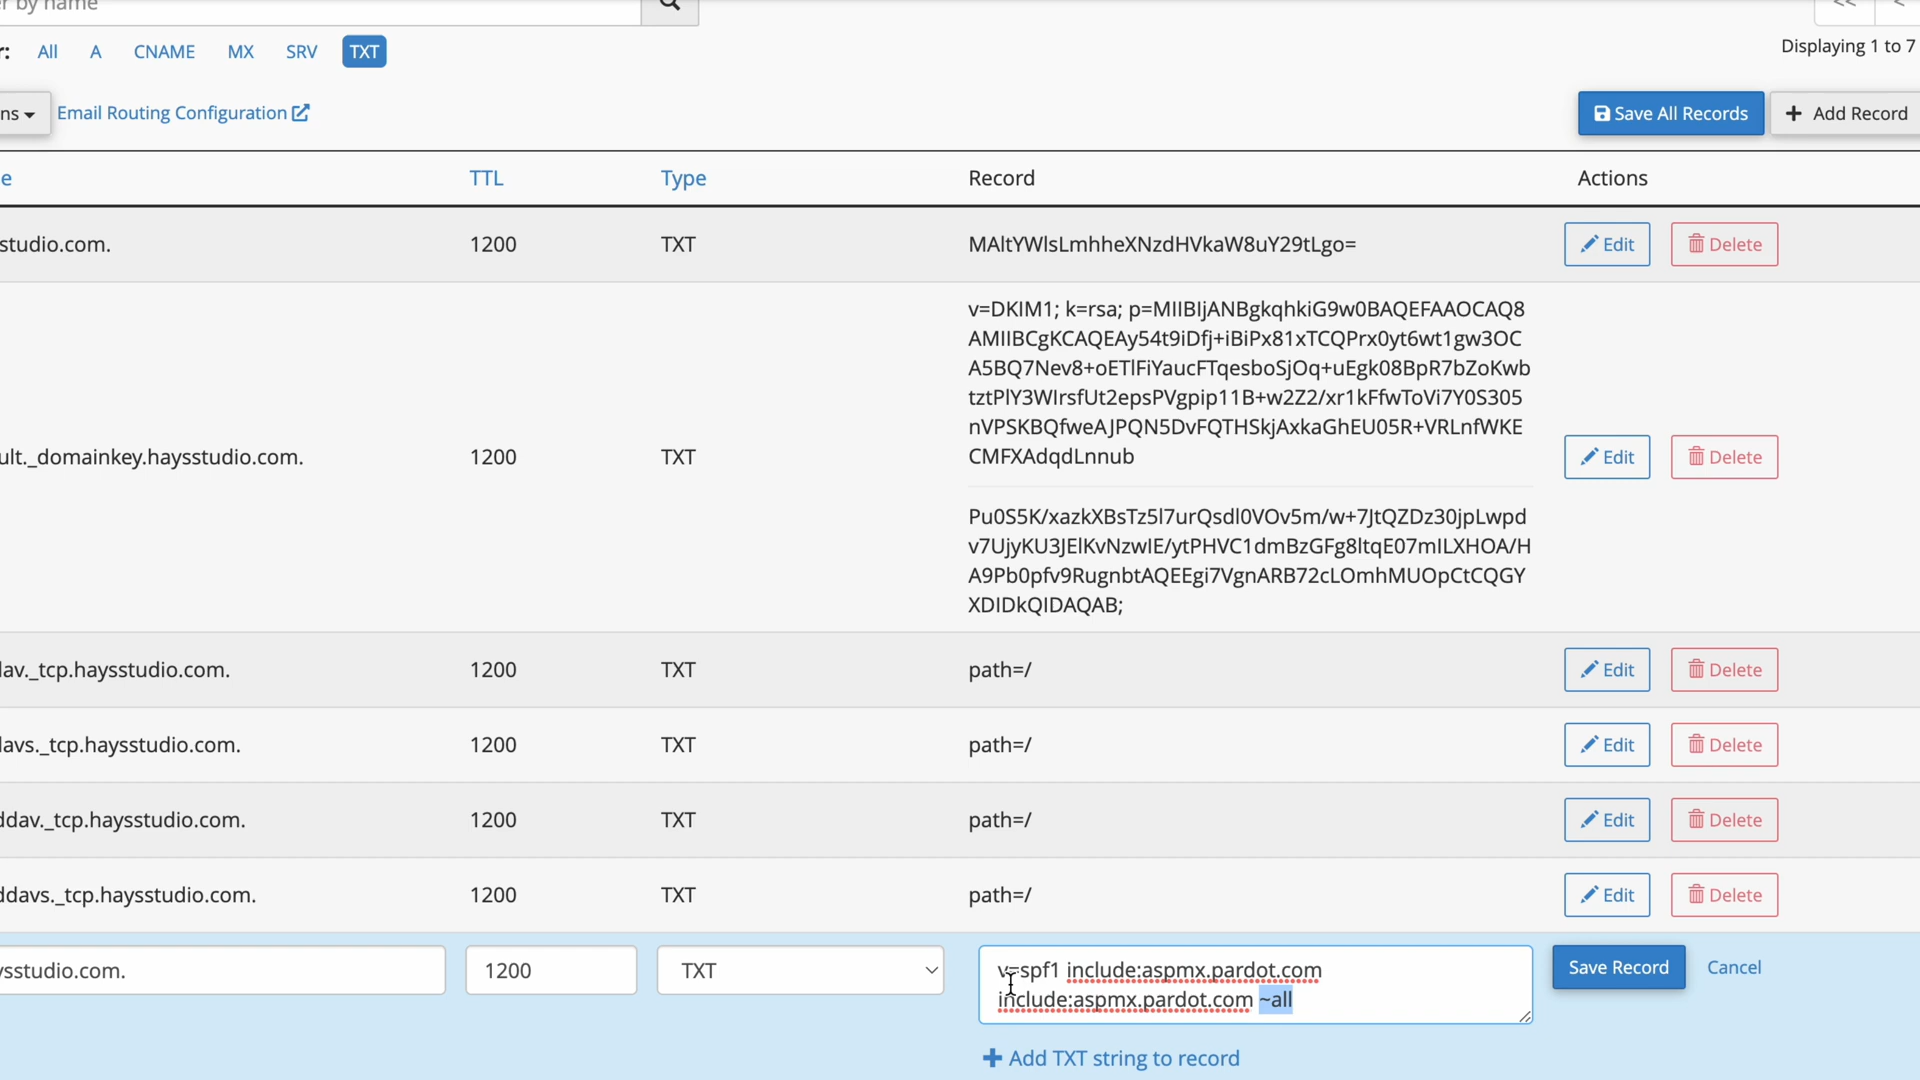 er by name
<< <
r: All A CNAME MX SRV TXT
Displaying 1 to 7
ns Email Routing Configuration Save All Records + Add Record
e TTL Type Record Actions
studio.com. 1200 TXT MAltYWlsLmhheXNzdHVkaW8uY29tLgo= Edit Delete
v=DKIM1; k=rsa; p=MIIBIjANBgkqhkiG9w0BAQEFAAOCAQ8
AMIIBCgKCAQEAy54t9iDfj+iBiPx81xTCQPrx0yt6wt1gw3OC
A5BQ7Nev8+oETlFiYaucFTqesboSjOq+uEgk08BpR7bZoKwb
tztPlY3WIrsfUt2epsPVgpip11B+w2Z2/xr1kFfwToVi7Y0S305
nVPSKBQfweAJPQN5DvFQTHSkjAxkaGhEU05R+VRLnfWKE
ult._domainkey.haysstudio.com. 1200 TXT CMFXAdqdLnnub Edit Delete
Pu0S5K/xazkXBsTz5l7urQsdl0VOv5m/w+7JtQZDz30jpLwpd
v7UjyKU3JElKvNzwIE/ytPHVC1dmBzGFg8ltqE07mILXHOA/H
A9Pb0pfv9RugnbtAQEEgi7VgnARB72cLOmhMUOpCtCQGY
XDIDkQIDAQAB;
lav._tcp.haysstudio.com. 1200 TXT path=/ Edit Delete
lavs._tcp.haysstudio.com. 1200 TXT path=/ Edit Delete
ddav._tcp.haysstudio.com. 1200 TXT path=/ Edit Delete
ddavs._tcp.haysstudio.com. 1200 TXT path=/ Edit Delete
ysstudio.com. 1200 TXT v=spf1 include:aspmx.pardot.com Save Record Cancel
include:aspmx.pardot.com ~all
+ Add TXT string to record